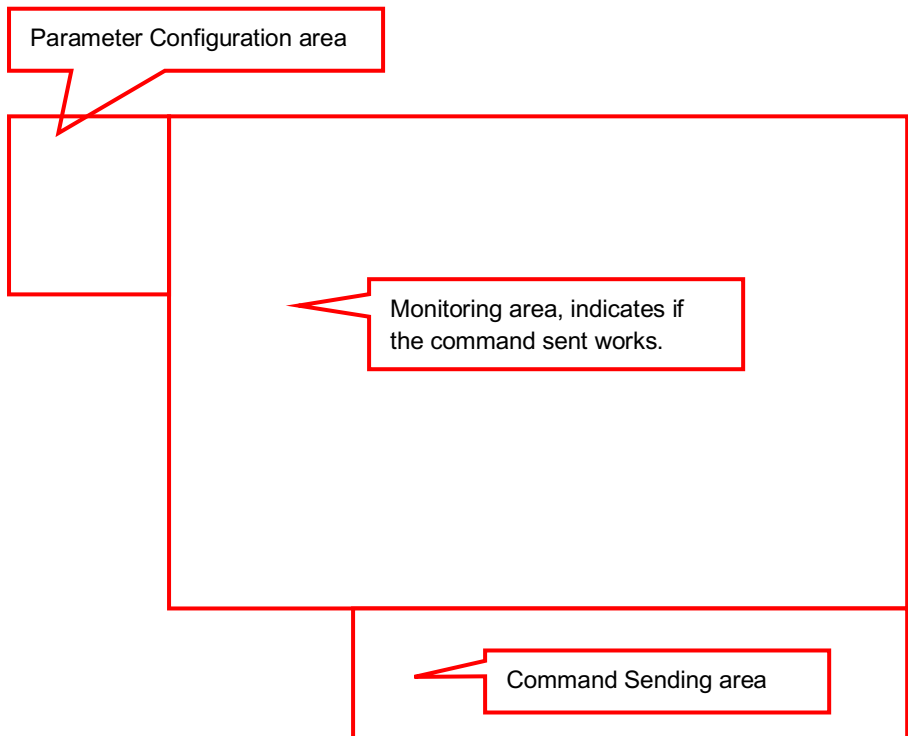 Parameter Configuration area
Monitoring area, indicates if
the command sent works.
Command Sending area